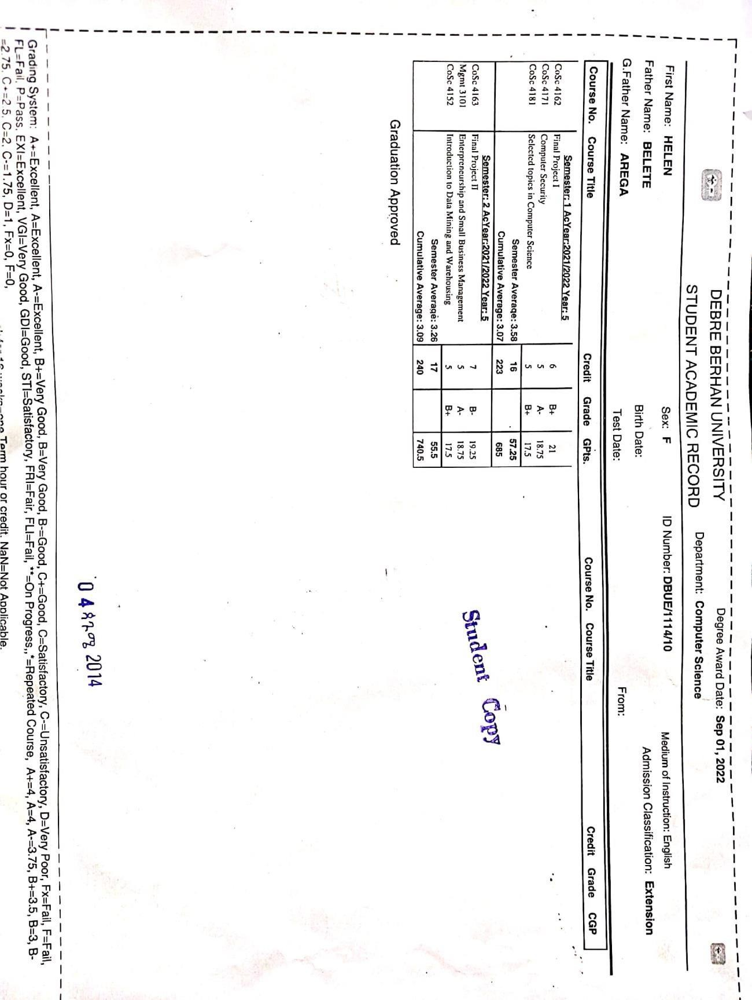 DEBRE BERHAN UNIVERSITY
Degree Award Date: Sep 01, 2022
STUDENT ACADEMIC RECORD
Department: Computer Science
First Name: HELEN
Sex: F
ID Number: DBUE/1114/10
Medium of Instruction: English
Father Name: BELETE
Birth Date:
Admission Classification: Extension
G.Father Name: AREGA
Test Date:
From:
Course No. Course Title Credit Grade GPts. Course No. Course Title Credit Grade CGP
Semester: 1 AcYear:2021/2022 Year: 5
CoSc 4162 Final Project I 6 B+ 21
CoSc 4171 Computer Security 5 A- 18.75
CoSc 4181 Selected topics in Computer Science 5 B+ 17.5
Semester Average: 3.58 16 57.25
Cumulative Average: 3.07 223 685
Semester: 2 AcYear:2021/2022 Year: 5
CoSc 4163 Final Project II 7 B- 19.25
Mgmt 3101 Enterpreneurship and Small Business Management 5 A- 18.75
CoSc 4152 Introduction to Data Mining and Warehousing 5 B+ 17.5
Semester Average: 3.26 17 55.5
Cumulative Average: 3.09 240 740.5
Student Copy
Graduation Approved
04 ጳጉሜ 2014
Grading System: A+=Excellent, A=Excellent, A-=Excellent, B+=Very Good, B=Very Good, B-=Good, C+=Good, C=Satisfactory, C-=Unsatisfactory, D=Very Poor, Fx=Fail, F=Fail,
FL=Fail, P=Pass, EXI=Excellent, VGI=Very Good, GDI=Good, STI=Satisfactory, FRI=Fair, FLI=Fail, **=On Progress,,*=Repeated Course, A+=4, A=4, A-=3.75, B+=3.5, B=3, B-
=2.75, C+=2.5, C=2, C-=1.75, D=1, Fx=0, F=0,
Term hour or credit. NaN=Not Applicable.